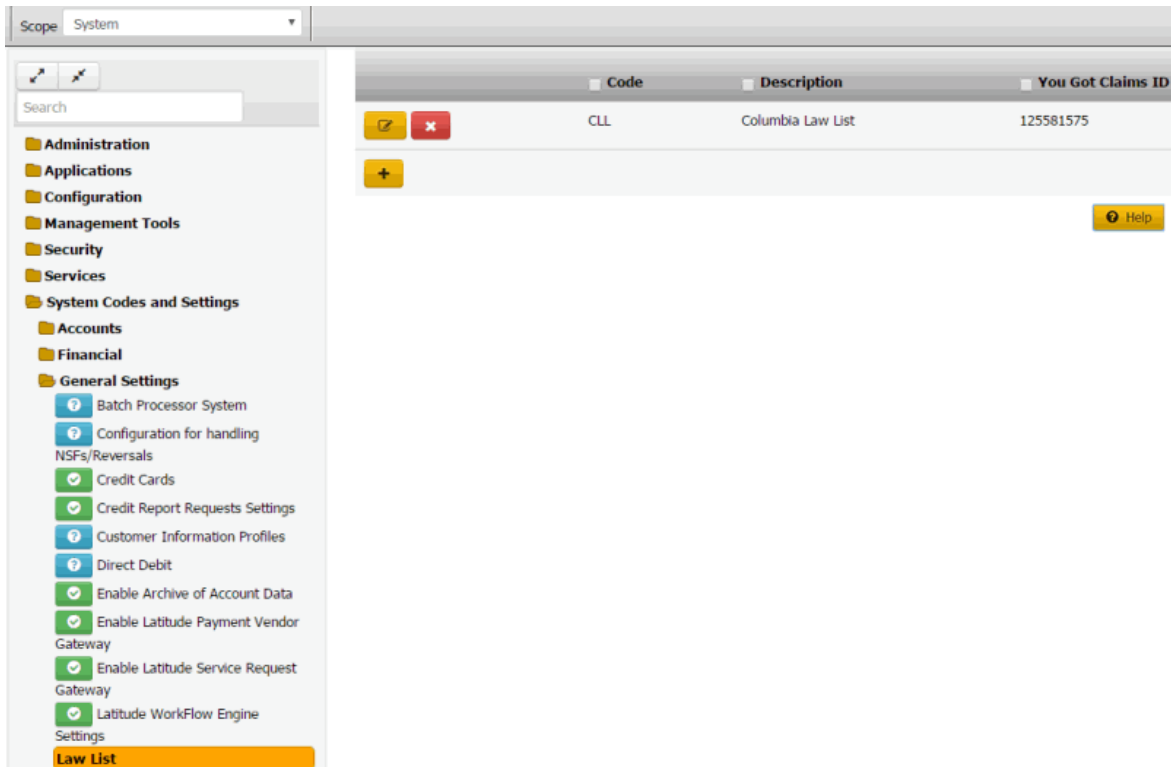 Scope System
Search
Administration
Applications
Configuration
Management Tools
Security
Services
System Codes and Settings
Accounts
Financial
General Settings
Batch Processor System
Configuration for handling
NSFs/Reversals
Credit Cards
Credit Report Requests Settings
Customer Information Profiles
Direct Debit
Enable Archive of Account Data
Enable Latitude Payment Vendor
Gateway
Enable Latitude Service Request
Gateway
Latitude WorkFlow Engine
Settings
Law List
Code Description You Got Claims ID
CLL Columbia Law List 125581575
Help